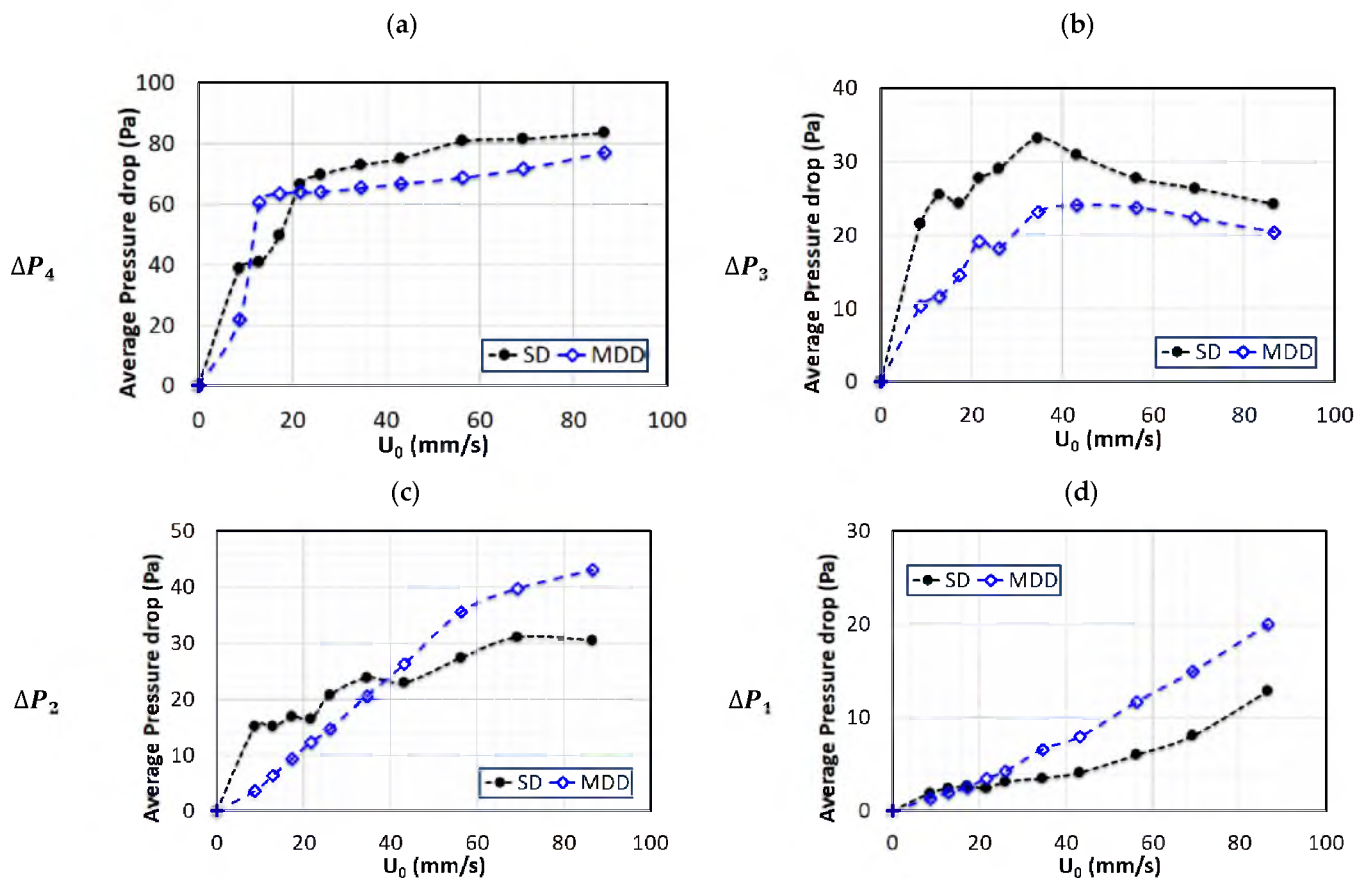 (a)
ΔP₄
Average Pressure drop (Pa)
100
80
60
40
20
0
0 20 40 60 80 100
U₀ (mm/s)
SD MDD
(b)
ΔP₃
Average Pressure drop (Pa)
40
30
20
10
0
0 20 40 60 80 100
U₀ (mm/s)
SD MDD
(c)
ΔP₂
Average Pressure drop (Pa)
50
40
30
20
10
0
0 20 40 60 80 100
U₀ (mm/s)
SD MDD
(d)
ΔP₁
Average Pressure drop (Pa)
30
20
10
0
0 20 40 60 80 100
U₀ (mm/s)
SD MDD